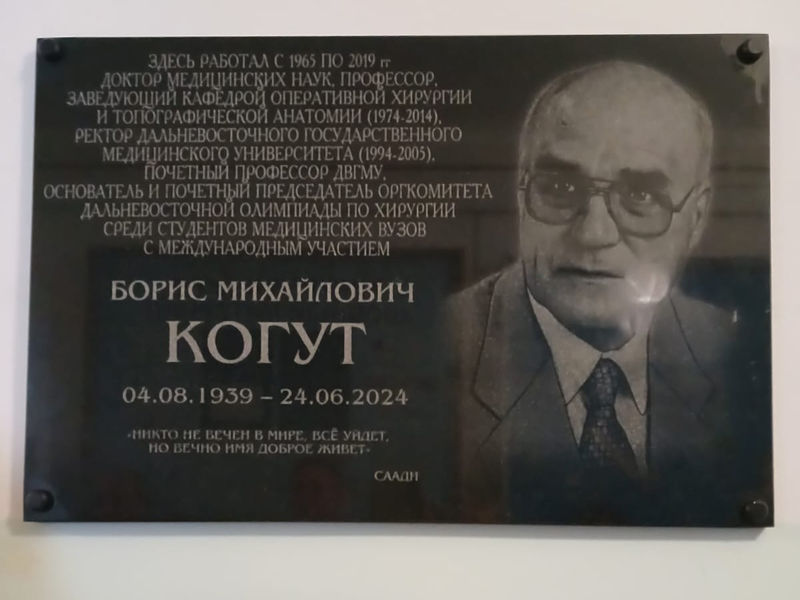 ЗДЕСЬ РАБОТАЛ С 1965 ПО 2019 гг
ДОКТОР МЕДИЦИНСКИХ НАУК, ПРОФЕССОР,
ЗАВЕДУЮЩИЙ КАФЕДРОЙ ОПЕРАТИВНОЙ ХИРУРГИИ
И ТОПОГРАФИЧЕСКОЙ АНАТОМИИ (1974-2014),
РЕКТОР ДАЛЬНЕВОСТОЧНОГО ГОСУДАРСТВЕННОГО
МЕДИЦИНСКОГО УНИВЕРСИТЕТА (1994-2005),
ПОЧЕТНЫЙ ПРОФЕССОР ДВГМУ,
ОСНОВАТЕЛЬ И ПОЧЕТНЫЙ ПРЕДСЕДАТЕЛЬ ОРГКОМИТЕТА
ДАЛЬНЕВОСТОЧНОЙ ОЛИМПИАДЫ ПО ХИРУРГИИ
СРЕДИ СТУДЕНТОВ МЕДИЦИНСКИХ ВУЗОВ
С МЕЖДУНАРОДНЫМ УЧАСТИЕМ
БОРИС МИХАЙЛОВИЧ
КОГУТ
04.08.1939 – 24.06.2024
«НИКТО НЕ ВЕЧЕН В МИРЕ, ВСЁ УЙДЕТ,
НО ВЕЧНО ИМЯ ДОБРОЕ ЖИВЕТ»
СААДИ